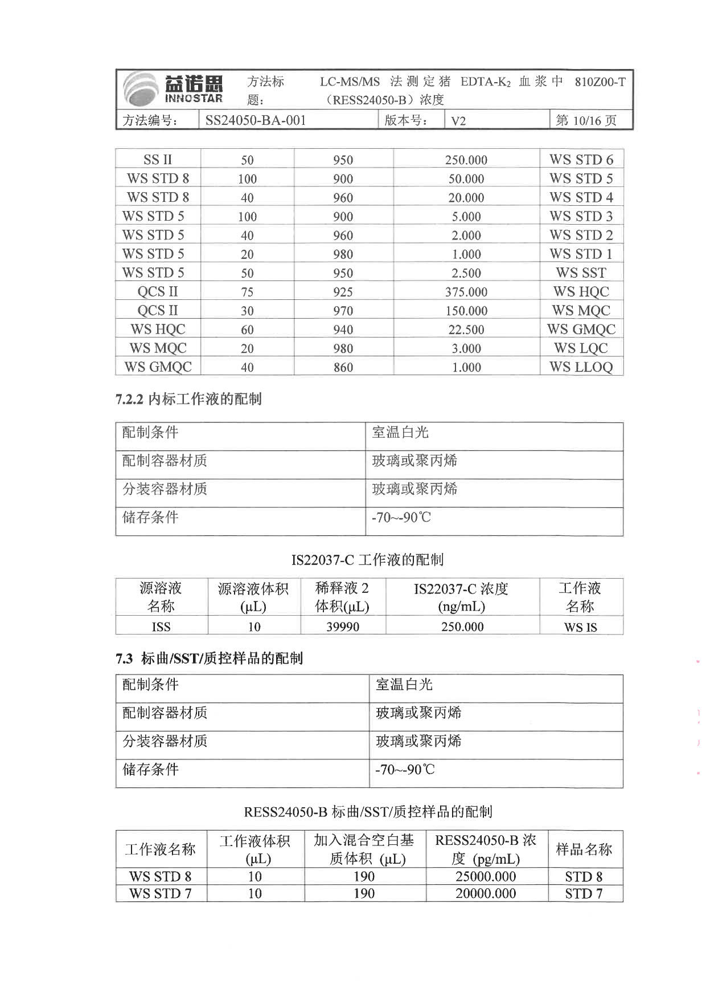 益诺思
INNOSTAR
方法标题：
LC-MS/MS 法测定猪 EDTA-K₂ 血浆中 810Z00-T
（RESS24050-B）浓度
方法编号： SS24050-BA-001 版本号： V2 第 10/16 页
SS II 50 950 250.000 WS STD 6
WS STD 8 100 900 50.000 WS STD 5
WS STD 8 40 960 20.000 WS STD 4
WS STD 5 100 900 5.000 WS STD 3
WS STD 5 40 960 2.000 WS STD 2
WS STD 5 20 980 1.000 WS STD 1
WS STD 5 50 950 2.500 WS SST
QCS II 75 925 375.000 WS HQC
QCS II 30 970 150.000 WS MQC
WS HQC 60 940 22.500 WS GMQC
WS MQC 20 980 3.000 WS LQC
WS GMQC 40 860 1.000 WS LLOQ
7.2.2 内标工作液的配制
配制条件 室温白光
配制容器材质 玻璃或聚丙烯
分装容器材质 玻璃或聚丙烯
储存条件 -70~-90℃
IS22037-C 工作液的配制
源溶液 源溶液体积 稀释液 2 IS22037-C 浓度 工作液
名称 (μL) 体积(μL) (ng/mL) 名称
ISS 10 39990 250.000 WS IS
7.3 标曲/SST/质控样品的配制
配制条件 室温白光
配制容器材质 玻璃或聚丙烯
分装容器材质 玻璃或聚丙烯
储存条件 -70~-90℃
RESS24050-B 标曲/SST/质控样品的配制
工作液名称 工作液体积 加入混合空白基 RESS24050-B 浓 样品名称
(μL) 质体积 (μL) 度 (pg/mL)
WS STD 8 10 190 25000.000 STD 8
WS STD 7 10 190 20000.000 STD 7